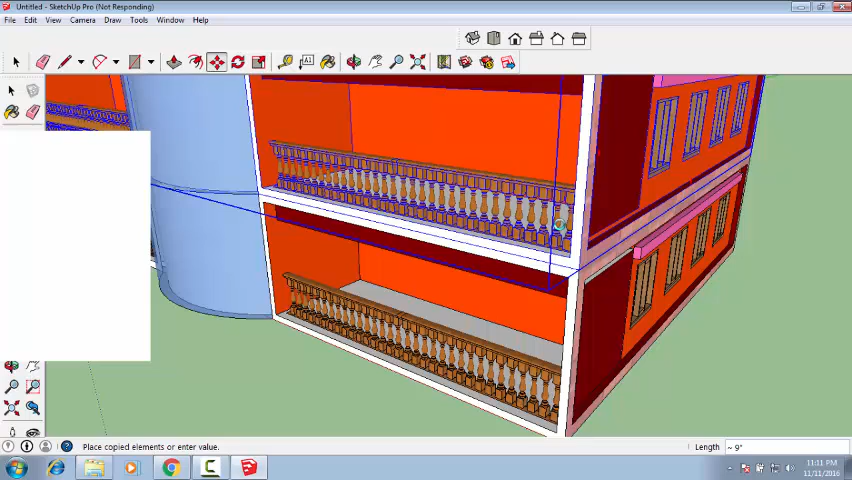 Untitled - SketchUp Pro (Not Responding)
File Edit View Camera Draw Tools Window Help
A1
Place copied elements or enter value.
Length ~ 9"
11:11 PM
11/11/2016